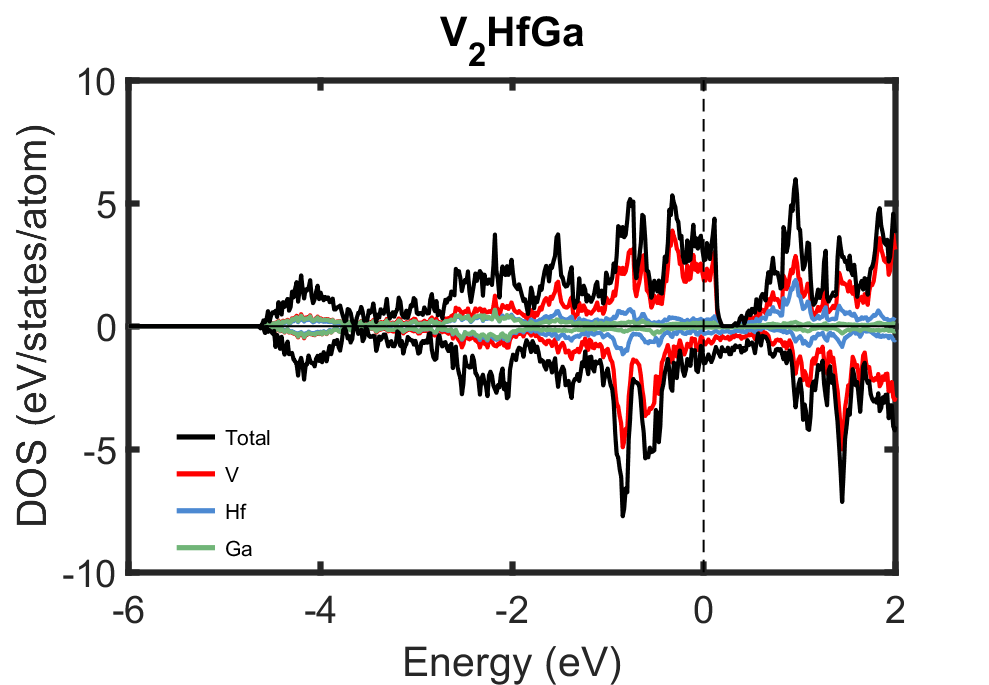 V₂HfGa
10
5
0
-5
-10
DOS (eV/states/atom)
Total
V
Hf
Ga
-6 -4 -2 0 2
Energy (eV)